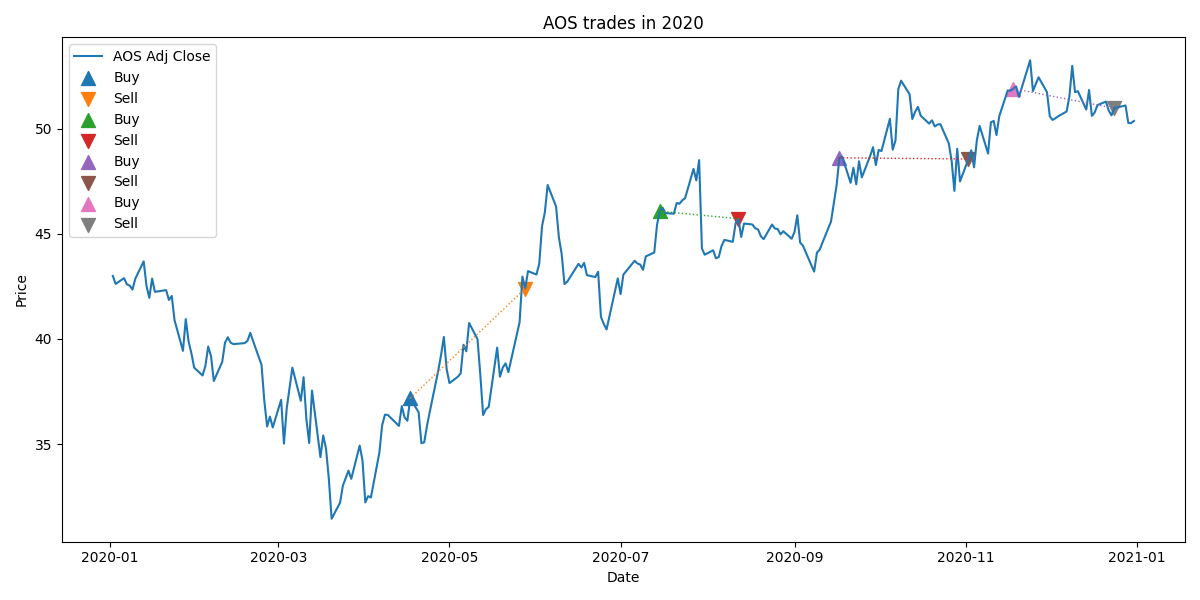 AOS trades in 2020
AOS Adj Close
Buy
Sell
Buy
Sell
Buy
Sell
Buy
Sell
Price
50
45
40
35
2020-01
2020-03
2020-05
2020-07
2020-09
2020-11
2021-01
Date